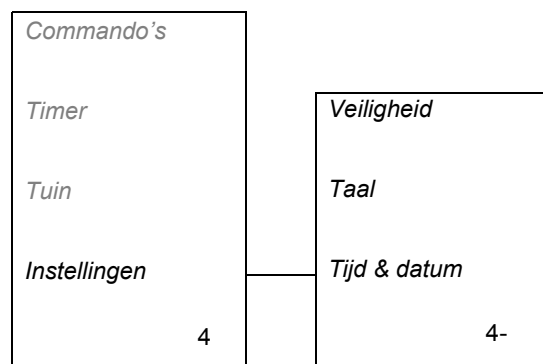 Commando’s
Timer
Tuin
Instellingen
4
Veiligheid
Taal
Tijd & datum
4-